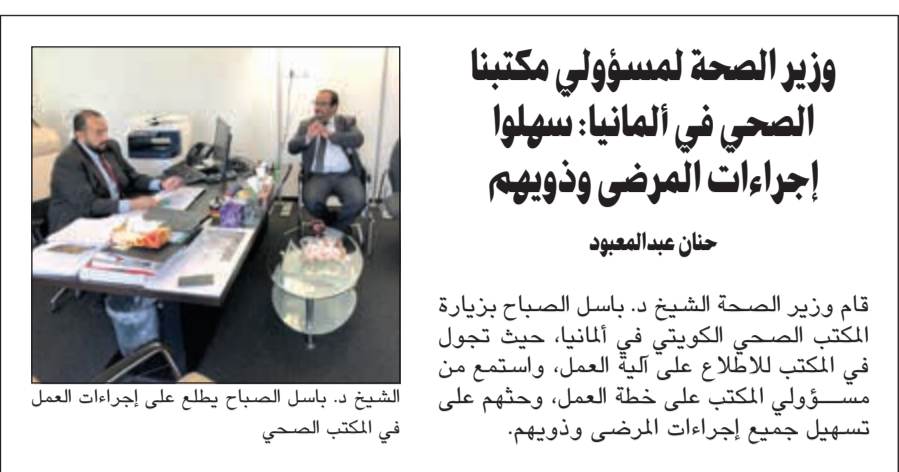 وزير الصحة لمسؤولي مكتبنا
الصحي في ألمانيا: سهلوا
إجراءات المرضى وذويهم
حنان عبدالمعبود
قام وزير الصحة الشيخ د. باسل الصباح بزيارة
المكتب الصحي الكويتي في ألمانيا، حيث تجول
في المكتب للاطلاع على آلية العمل، واستمع من
مســؤولي المكتب على خطة العمل، وحثهم على
تسهيل جميع إجراءات المرضى وذويهم.
الشيخ د. باسل الصباح يطلع على إجراءات العمل
في المكتب الصحي